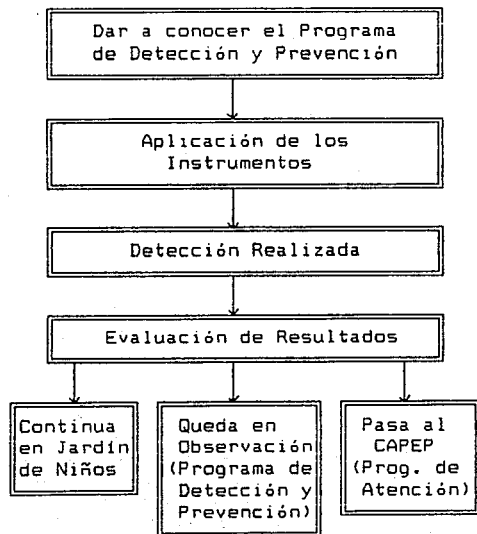 Dar a conocer el Programa
de Detección y Prevención
Aplicación de los
Instrumentos
Detección Realizada
Evaluación de Resultados
Continua
en Jardín
de Niños
Queda en
Observación
(Programa de
Detección y
Prevención)
Pasa al
CAPEP
(Prog. de
Atención)